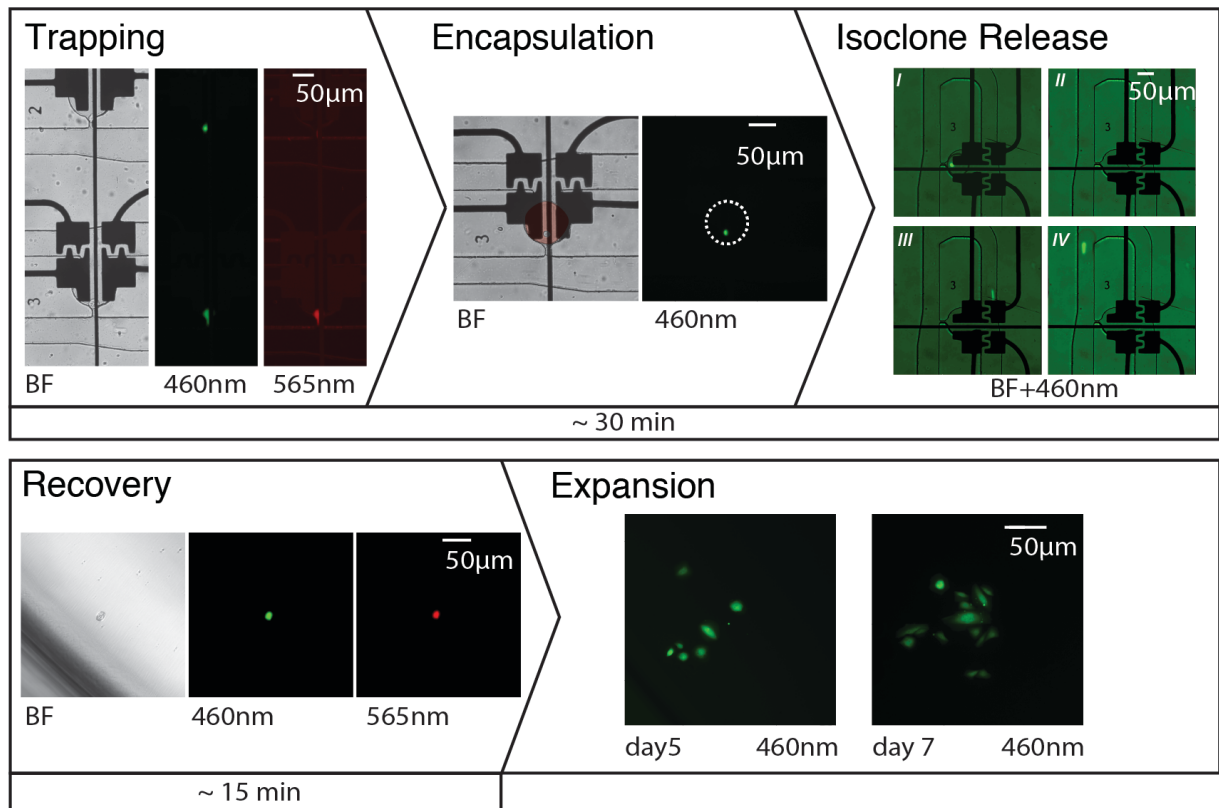 Trapping
50µm
2
3
BF
460nm
565nm
Encapsulation
50µm
3
BF
460nm
Isoclone Release
I
3
II
50µm
3
III
3
IV
3
BF+460nm
~ 30 min
Recovery
50µm
BF
460nm
565nm
Expansion
50µm
day5
460nm
day 7
460nm
~ 15 min